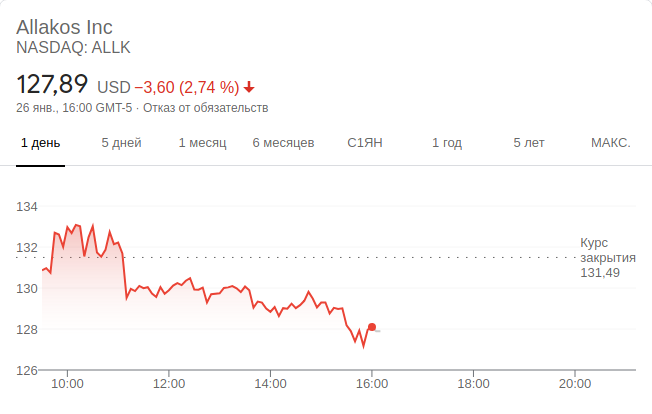 Allakos Inc
NASDAQ: ALLK
127,89 USD −3,60 (2,74 %)
26 янв., 16:00 GMT-5 · Отказ от обязательств
1 день 5 дней 1 месяц 6 месяцев С1ЯН 1 год 5 лет МАКС.
134
132
130
128
126
Курс
закрытия
131,49
10:00 12:00 14:00 16:00 18:00 20:00